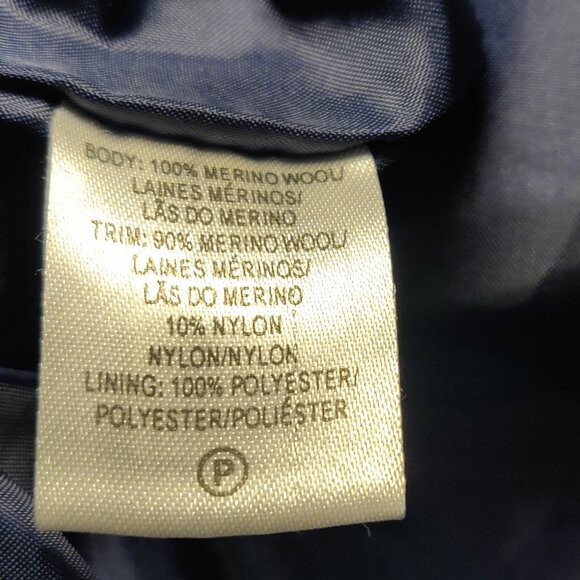 BODY: 100% MERINO WOOL/
LAINES MÉRINOS/
LÃS DO MERINO
TRIM: 90% MERINO WOOL/
LAINES MÉRINOS/
LÃS DO MERINO
10% NYLON
NYLON/NYLON
LINING: 100% POLYESTER/
POLYESTER/POLIÉSTER
P